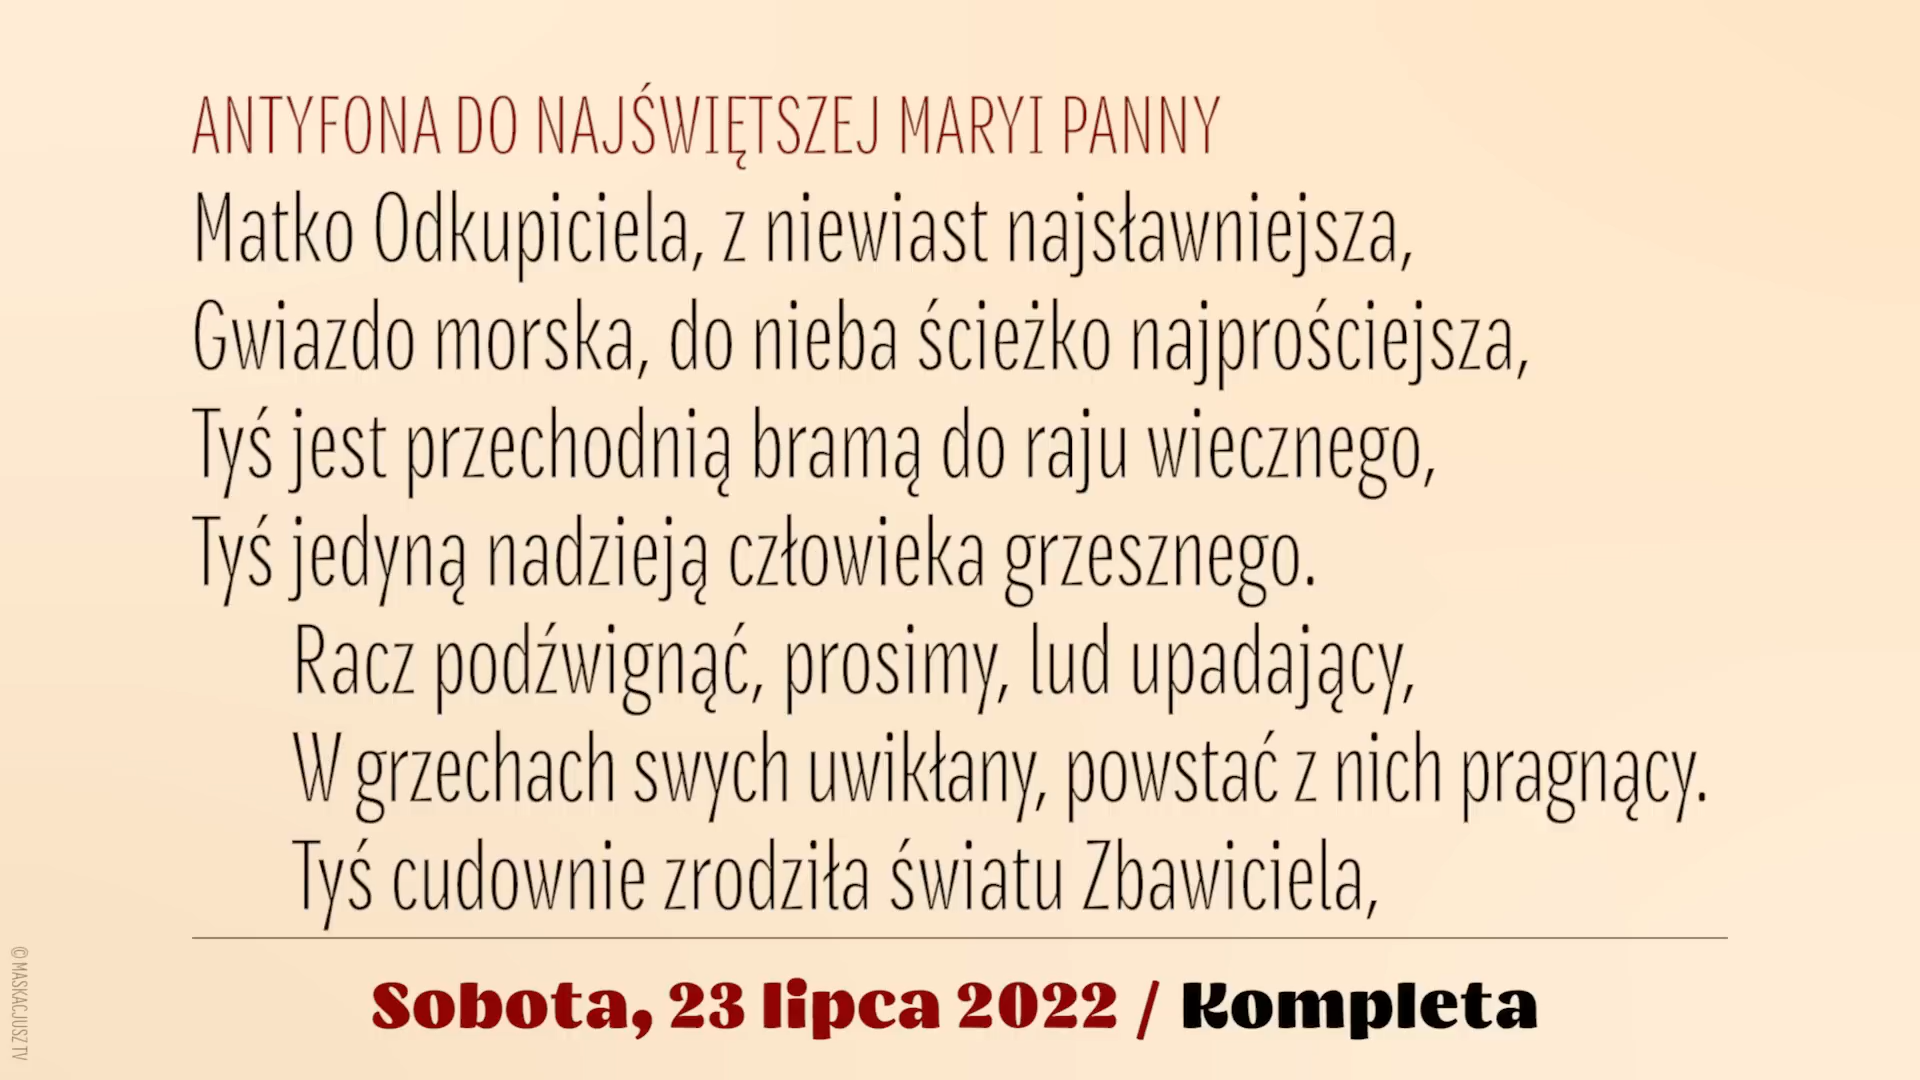 ANTYFONA DO NAJŚWIĘTSZEJ MARYI PANNY
Matko Odkupiciela, z niewiast najsławniejsza,
Gwiazdo morska, do nieba ścieżko najprościejsza,
Tyś jest przechodnią bramą do raju wiecznego,
Tyś jedyną nadzieją człowieka grzesznego.
Racz podźwignąć, prosimy, lud upadający,
W grzechach swych uwikłany, powstać z nich pragnący.
Tyś cudownie zrodziła światu Zbawiciela,
Sobota, 23 lipca 2022 / Kompleta
© MASKACJUSZ TV